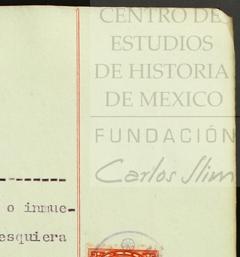 CENTRO DE
ESTUDIOS
DE HISTORIA
DE MEXICO
FUNDACIÓN
Carlos Slim
o inmue-
esquiera